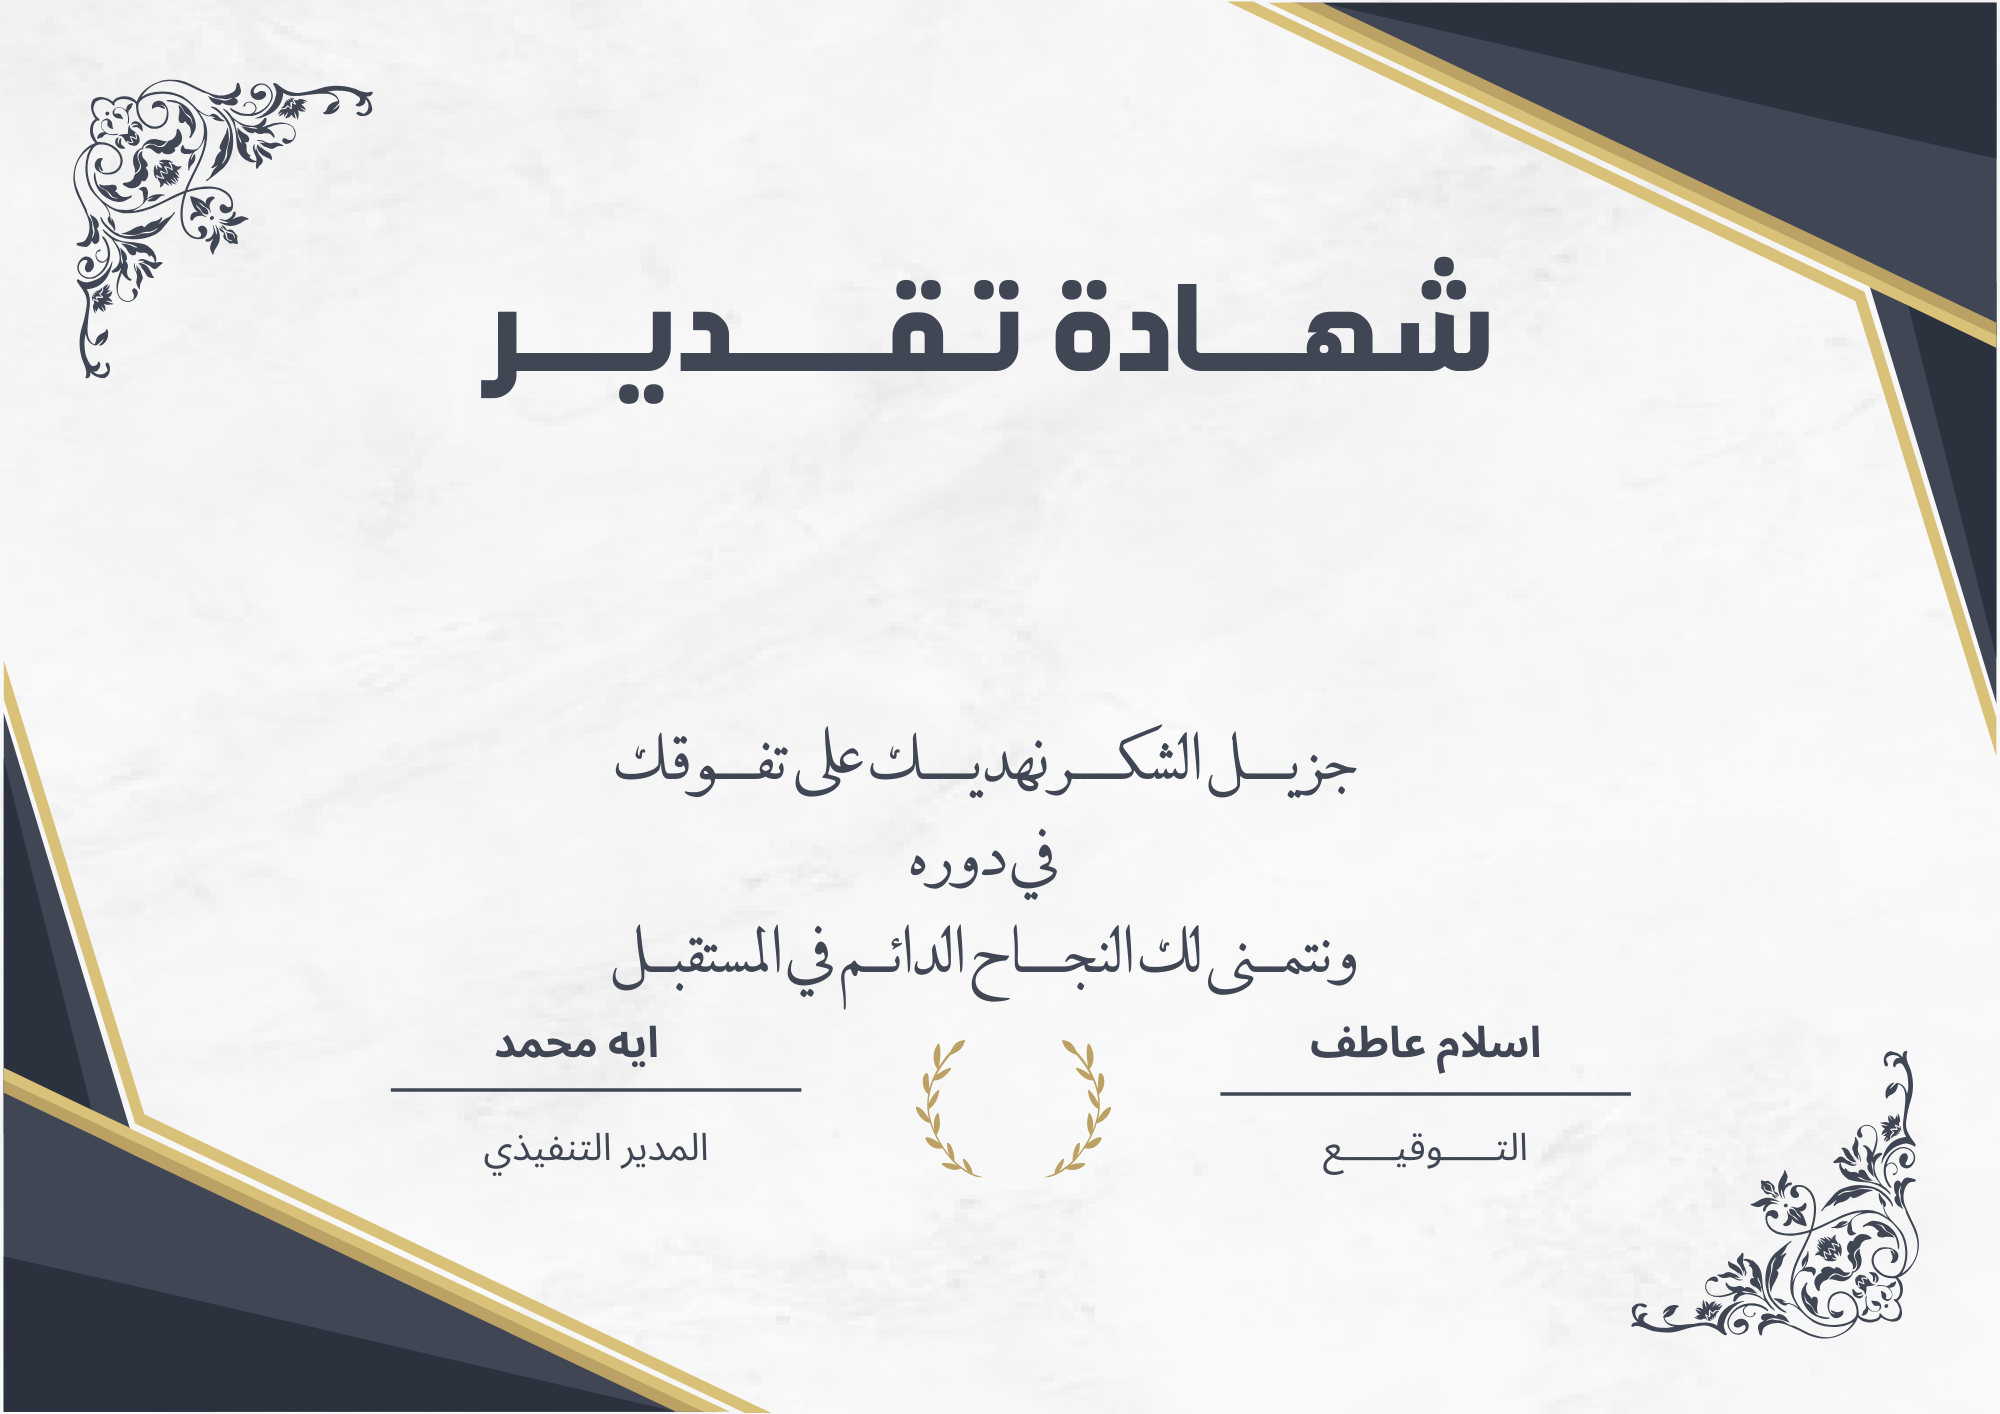 شهادة تقدير
جزيل الشكر نهديك على تفوقك
في دوره
ونتمنى لك النجاح الدائم في المستقبل
اسلام عاطف
ايه محمد
التوقيع
المدير التنفيذي